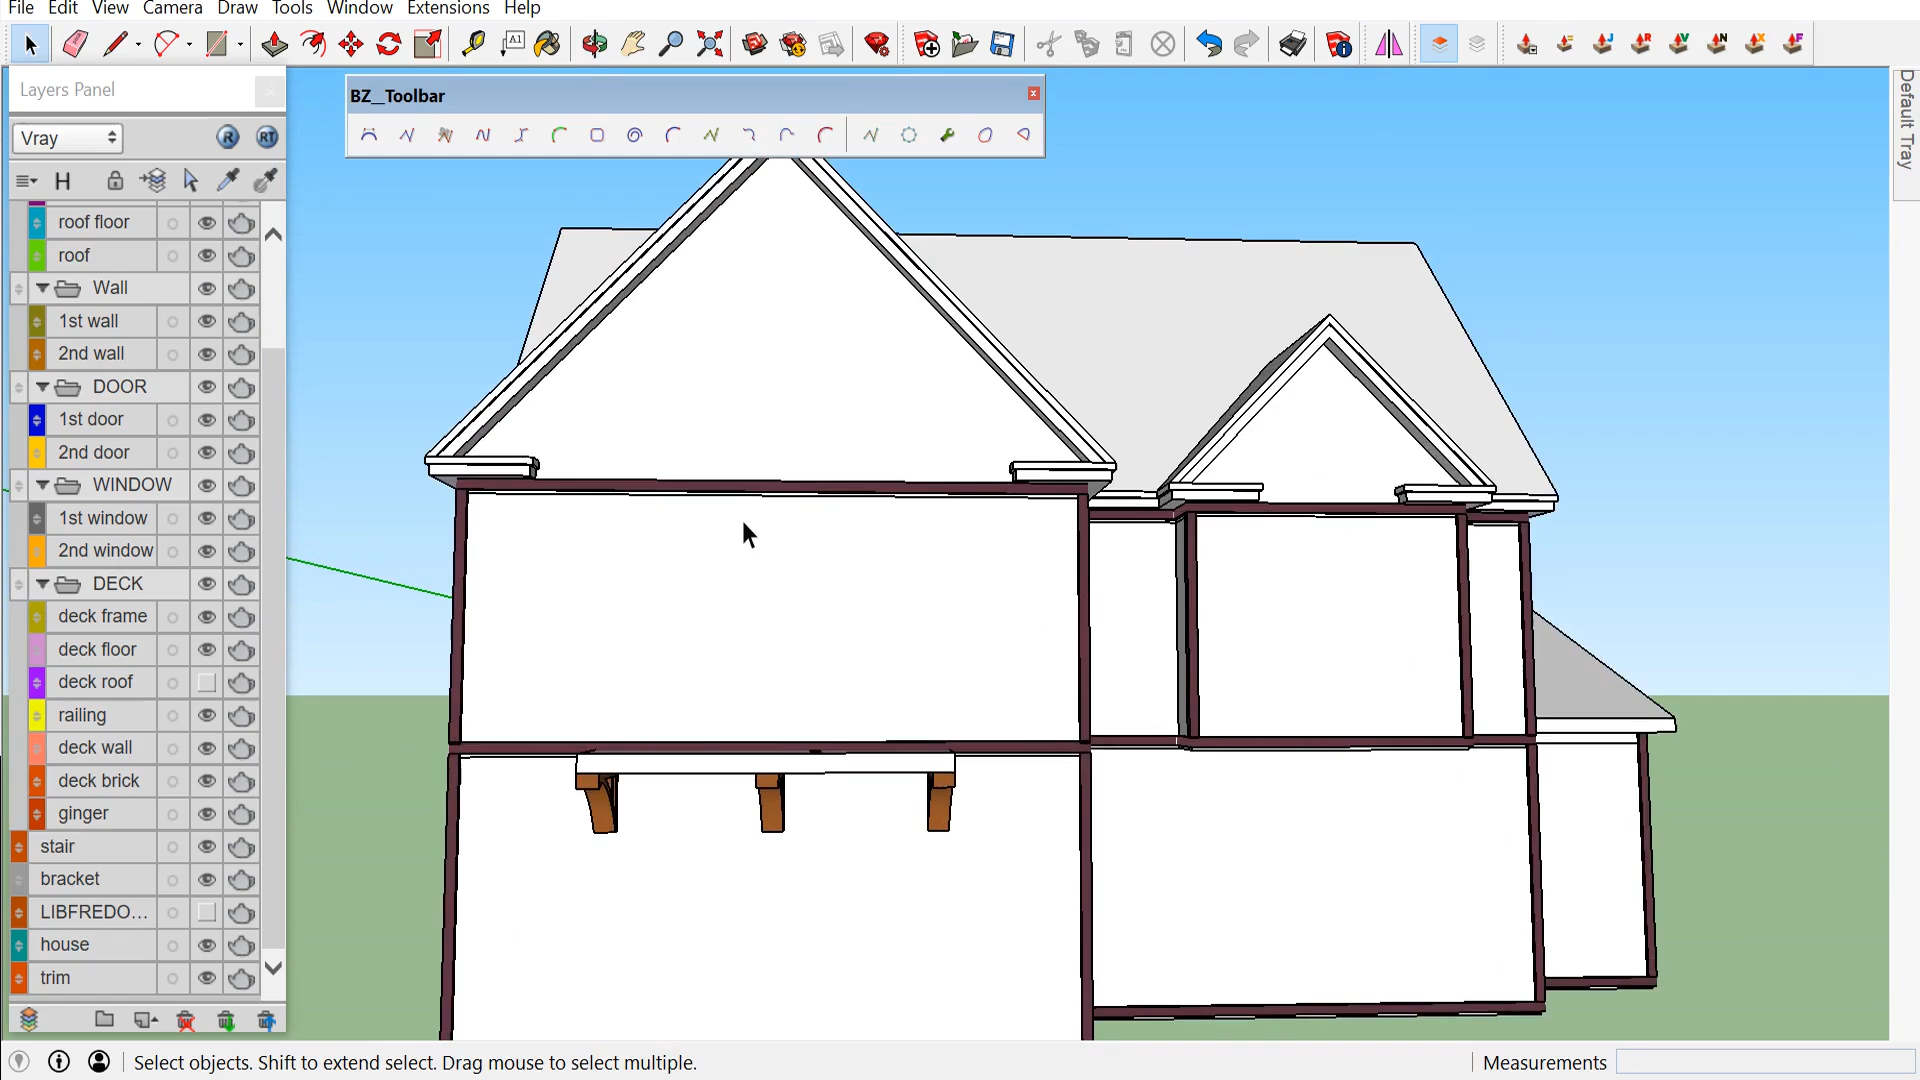 File Edit View Camera Draw Tools Window Extensions Help
A1
J R V N X F
Layers Panel
BZ__Toolbar
Default Tray
Vray
R RT
H
roof floor
roof
Wall
1st wall
2nd wall
DOOR
1st door
2nd door
WINDOW
1st window
2nd window
DECK
deck frame
deck floor
deck roof
railing
deck wall
deck brick
ginger
stair
bracket
LIBFREDO...
house
trim
Select objects. Shift to extend select. Drag mouse to select multiple.
Measurements